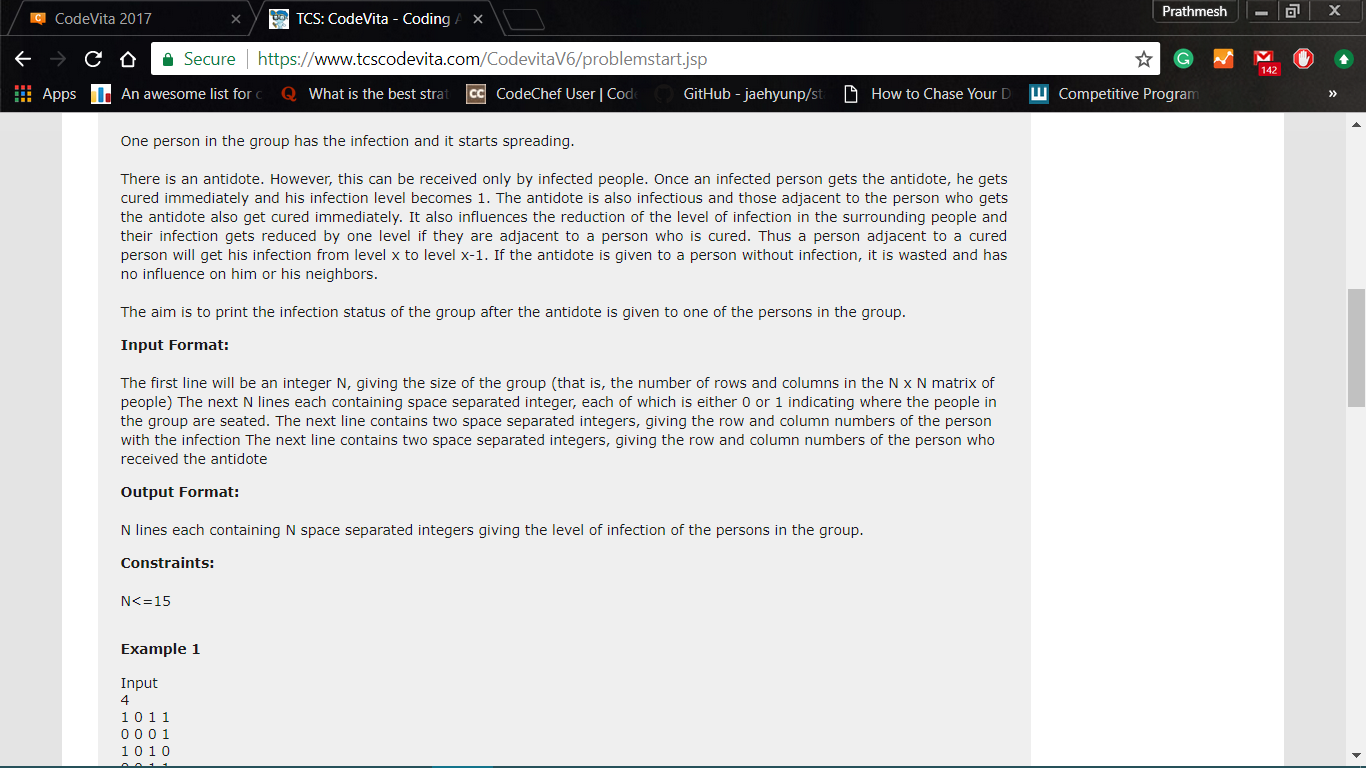 CodeVita 2017
TCS: CodeVita - Coding
Prathmesh
Secure
https://www.tcscodevita.com/CodevitaV6/problemstart.jsp
142
Apps
An awesome list for
What is the best strat
CodeChef User | Cod
GitHub - jaehyunp/st
How to Chase Your D
Competitive Program
»
One person in the group has the infection and it starts spreading.
There is an antidote. However, this can be received only by infected people. Once an infected person gets the antidote, he gets
cured immediately and his infection level becomes 1. The antidote is also infectious and those adjacent to the person who gets
the antidote also get cured immediately. It also influences the reduction of the level of infection in the surrounding people and
their infection gets reduced by one level if they are adjacent to a person who is cured. Thus a person adjacent to a cured
person will get his infection from level x to level x-1. If the antidote is given to a person without infection, it is wasted and has
no influence on him or his neighbors.
The aim is to print the infection status of the group after the antidote is given to one of the persons in the group.
Input Format:
The first line will be an integer N, giving the size of the group (that is, the number of rows and columns in the N x N matrix of
people) The next N lines each containing space separated integer, each of which is either 0 or 1 indicating where the people in
the group are seated. The next line contains two space separated integers, giving the row and column numbers of the person
with the infection The next line contains two space separated integers, giving the row and column numbers of the person who
received the antidote
Output Format:
N lines each containing N space separated integers giving the level of infection of the persons in the group.
Constraints:
N<=15
Example 1
Input
4
1 0 1 1
0 0 0 1
1 0 1 0
0 0 1 1